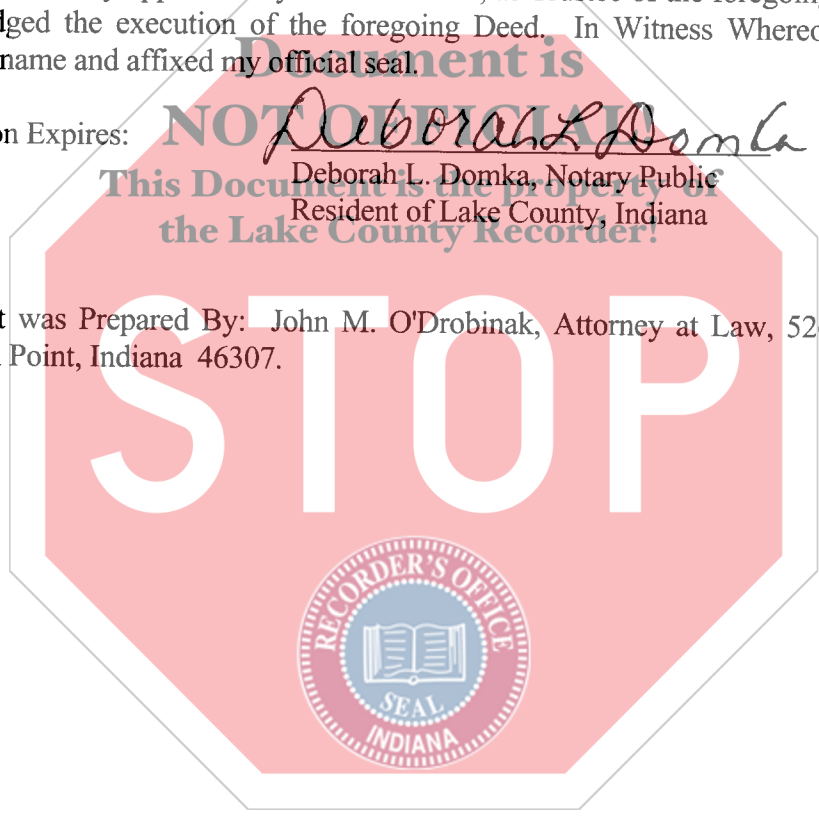 dged the execution of the foregoing Deed. In Witness Whereo
name and affixed my official seal.
Document is
NOT OFFICIAL
on Expires:
Deborah L Domka
Deborah L. Domka, Notary Public
This Document is the property of
Resident of Lake County, Indiana
the Lake County Recorder!
t was Prepared By: John M. O'Drobinak, Attorney at Law, 52
Point, Indiana 46307.
STOP
RECORDER'S OFFICE
SEAL
INDIANA